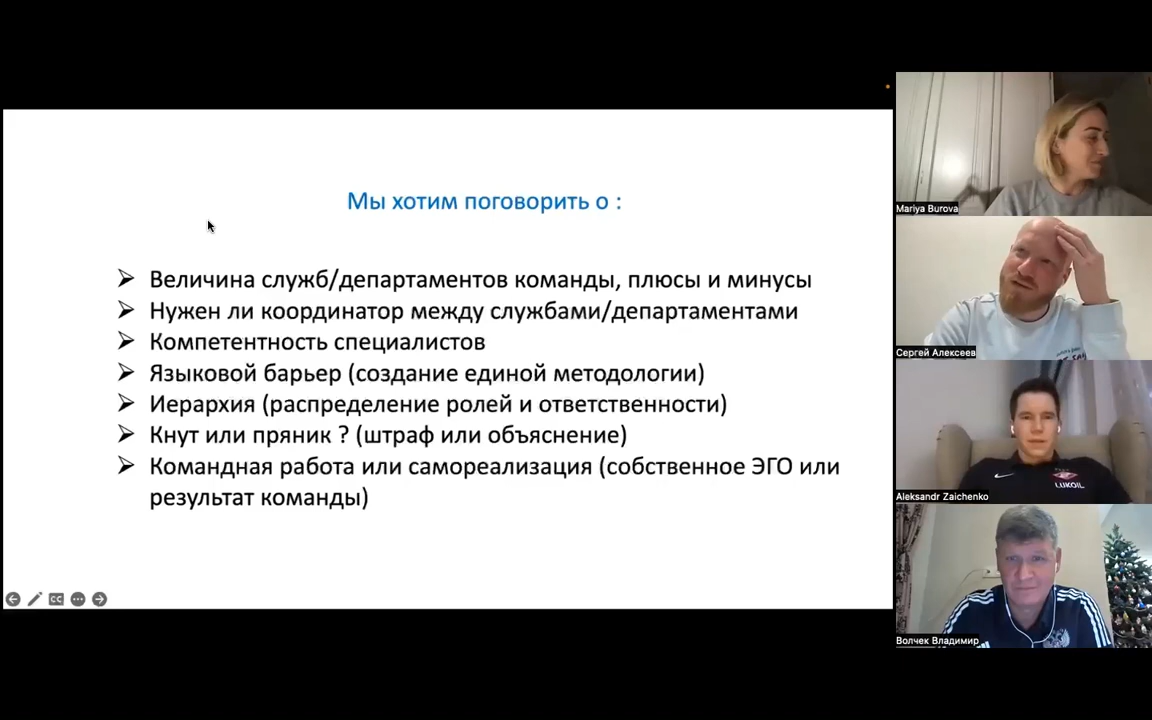 Мы хотим поговорить о :
Величина служб/департаментов команды, плюсы и минусы
Нужен ли координатор между службами/департаментами
Компетентность специалистов
Языковой барьер (создание единой методологии)
Иерархия (распределение ролей и ответственности)
Кнут или пряник ? (штраф или объяснение)
Командная работа или самореализация (собственное ЭГО или
результат команды)
CC
Mariya Burova
Сергей Алексеев
LUKOIL
Aleksandr Zaichenko
Волчек Владимир